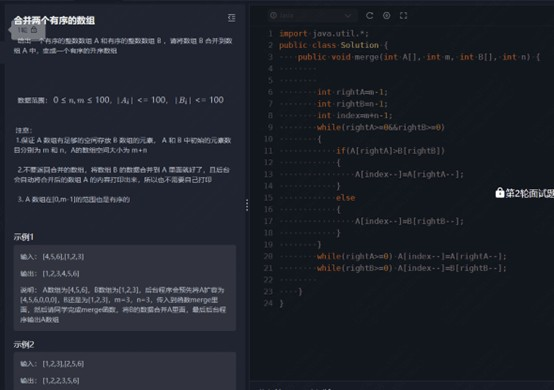 合并两个有序的数组
1轮
给出一个有序的整数数组 A 和有序的整数数组 B ，请将数组 B 合并到数
组 A 中，变成一个有序的升序数组
数据范围： 0 ≤ n, m ≤ 100，|Ai| <= 100， |Bi| <= 100
注意：
1.保证 A 数组有足够的空间存放 B 数组的元素， A 和 B 中初始的元素数
目分别为 m 和 n，A的数组空间大小为 m+n
2.不要返回合并的数组，将数组 B 的数据合并到 A 里面就好了，且后台
会自动将合并后的数组 A 的内容打印出来，所以也不需要自己打印
3. A 数组在[0,m-1]的范围也是有序的
示例1
输入： [4,5,6],[1,2,3]
输出： [1,2,3,4,5,6]
说明： A数组为[4,5,6]，B数组为[1,2,3]，后台程序会预先将A扩容为
[4,5,6,0,0,0]，B还是为[1,2,3]，m=3，n=3，传入到函数merge里
面，然后请同学完成merge函数，将B的数据合并A里面，最后后台程
序输出A数组
示例2
输入： [1,2,3],[2,5,6]
输出： [1,2,2,3,5,6]
1 import java.util.*;
2 public class Solution {
3 public void merge(int A[], int m, int B[], int n) {
4
5
6 int rightA=m-1;
7 int rightB=n-1;
8 int index=m+n-1;
9 while(rightA>=0&&rightB>=0)
10 {
11 if(A[rightA]>B[rightB])
12 {
13 A[index--]=A[rightA--];
14 }
15 else
16 {
17 A[index--]=B[rightB--];
18 }
19 }
20 while(rightA>=0) A[index--]=A[rightA--];
21 while(rightB>=0) A[index--]=B[rightB--];
22
23 }
24 }
第2轮面试题